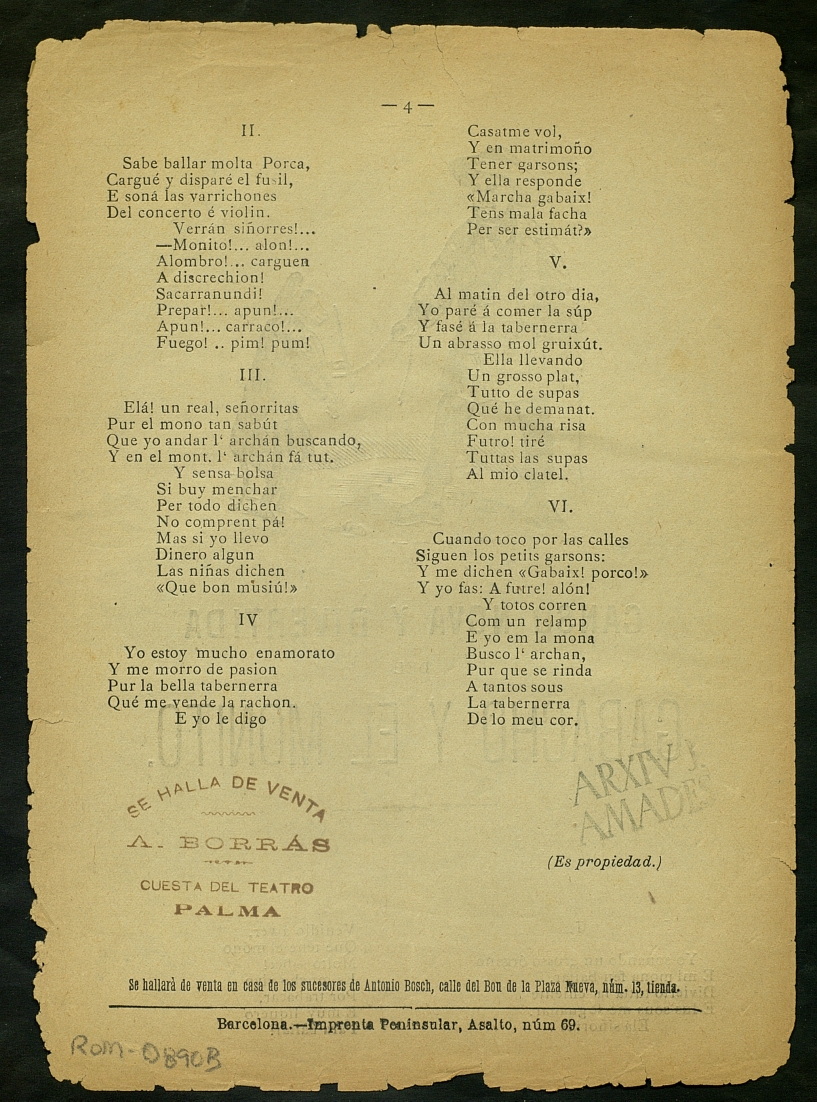 — 4 —
II.
Sabe ballar molta Porca,
Cargué y disparé el fusil,
E soná las varrichones
Del concerto é violin.
Verrán siñorres!...
—Monito!... alon!...
Alombro!... carguen
A discrechion!
Sacarranundi!
Prepar!... apun!...
Apun!... carraco!...
Fuego! .. pim! pum!
III.
Elá! un real, señorritas
Pur el mono tan sabút
Que yo andar l‘ archán buscando,
Y en el mont. l‘ archán fá tut.
Y sensa bolsa
Si buy menchar
Per todo dichen
No comprent pá!
Mas si yo llevo
Dinero algun
Las niñas dichen
«Que bon musiú!»
IV
Yo estoy mucho enamorato
Y me morro de pasion
Pur la bella tabernerra
Qué me vende la rachon.
E yo le digo
Casatme vol,
Y en matrimoño
Tener garsons;
Y ella responde
«Marcha gabaix!
Tens mala facha
Per ser estimát?»
V.
Al matin del otro dia,
Yo paré á comer la súp
Y fasé á la tabernerra
Un abrasso mol gruixút.
Ella llevando
Un grosso plat,
Tutto de supas
Qué he demanat.
Con mucha risa
Futro! tiré
Tuttas las supas
Al mio clatel.
VI.
Cuando toco por las calles
Siguen los petits garsons:
Y me dichen «Gabaix! porco!»
Y yo fas: A futre! alón!
Y totos corren
Com un relamp
E yo em la mona
Busco l‘ archan,
Pur que se rinda
A tantos sous
La tabernerra
De lo meu cor.
SE HALLA DE VENTA
A. BORRÁS
CUESTA DEL TEATRO
PALMA
ARXIV J.
AMADES
(Es propiedad.)
Se hallarà de venta en casa de los sucesores de Antonio Bosch, calle del Bou de la Plaza Nueva, núm. 13, tienda.
Barcelona.—Imprenta Peninsular, Asalto, núm 69.
ROM-0890B